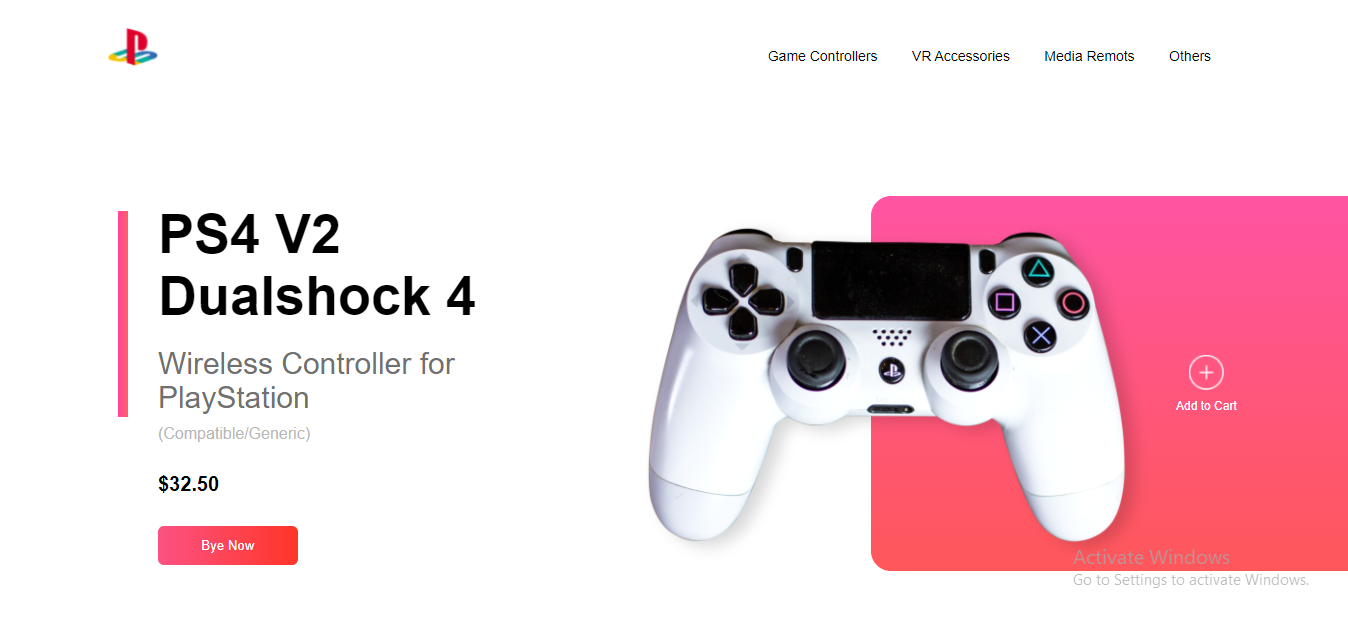 Game Controllers VR Accessories Media Remots Others
PS4 V2
Dualshock 4
Wireless Controller for
PlayStation
(Compatible/Generic)
$32.50
Bye Now
Add to Cart
Activate Windows
Go to Settings to activate Windows.